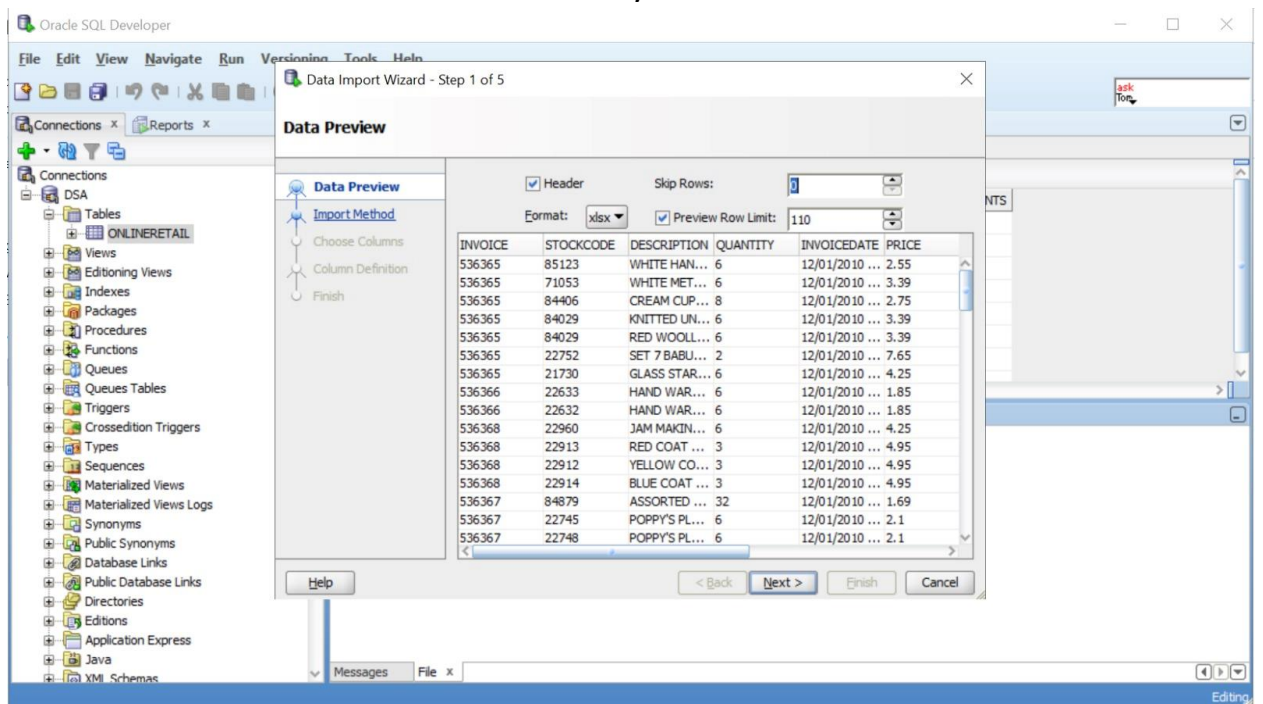 Oracle SQL Developer
File Edit View Navigate Run Versioning Tools Help
ask
Tom
Connections x Reports x
Connections
DSA
Tables
ONLINERETAIL
Views
Editioning Views
Indexes
Packages
Procedures
Functions
Queues
Queues Tables
Triggers
Crossedition Triggers
Types
Sequences
Materialized Views
Materialized Views Logs
Synonyms
Public Synonyms
Database Links
Public Database Links
Directories
Editions
Application Express
Java
XML Schemas
Data Import Wizard - Step 1 of 5
Data Preview
Data Preview
Import Method
Choose Columns
Column Definition
Finish
Header Skip Rows: 0
Format: xlsx Preview Row Limit: 110
INVOICE STOCKCODE DESCRIPTION QUANTITY INVOICEDATE PRICE
536365 85123 WHITE HAN... 6 12/01/2010 ... 2.55
536365 71053 WHITE MET... 6 12/01/2010 ... 3.39
536365 84406 CREAM CUP... 8 12/01/2010 ... 2.75
536365 84029 KNITTED UN... 6 12/01/2010 ... 3.39
536365 84029 RED WOOLL... 6 12/01/2010 ... 3.39
536365 22752 SET 7 BABU... 2 12/01/2010 ... 7.65
536365 21730 GLASS STAR... 6 12/01/2010 ... 4.25
536366 22633 HAND WAR... 6 12/01/2010 ... 1.85
536366 22632 HAND WAR... 6 12/01/2010 ... 1.85
536368 22960 JAM MAKIN... 6 12/01/2010 ... 4.25
536368 22913 RED COAT ... 3 12/01/2010 ... 4.95
536368 22912 YELLOW CO... 3 12/01/2010 ... 4.95
536368 22914 BLUE COAT ... 3 12/01/2010 ... 4.95
536367 84879 ASSORTED ... 32 12/01/2010 ... 1.69
536367 22745 POPPY'S PL... 6 12/01/2010 ... 2.1
536367 22748 POPPY'S PL... 6 12/01/2010 ... 2.1
Help < Back Next > Finish Cancel
NTS
Messages File x
Editing